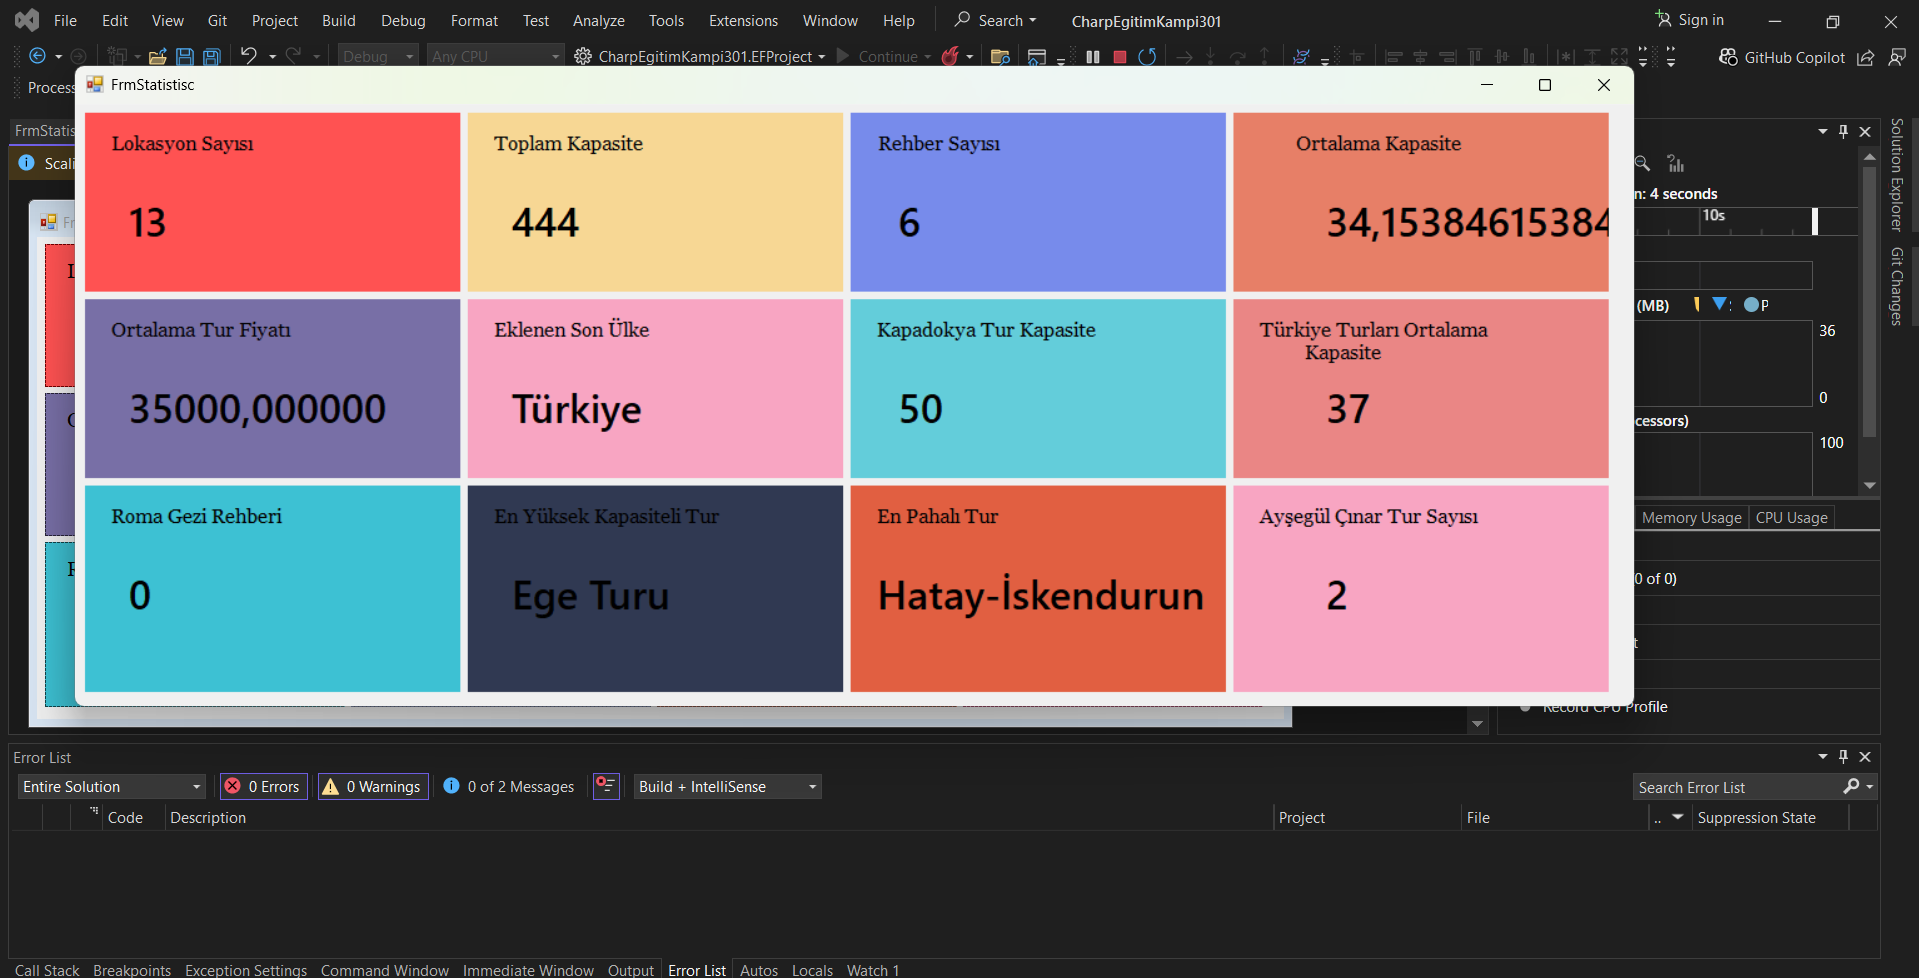 File Edit View Git Project Build Debug Format Test Analyze Tools Extensions Window Help Search CharpEgitimKampi301 Sign in
Debug Any CPU CharpEgitimKampi301.EFProject Continue GitHub Copilot
Process
FrmStatistisc
FrmStatis
Scali
Fr
Lokasyon Sayısı
13
Toplam Kapasite
444
Rehber Sayısı
6
Ortalama Kapasite
34,15384615384
Ortalama Tur Fiyatı
35000,000000
Eklenen Son Ülke
Türkiye
Kapadokya Tur Kapasite
50
Türkiye Turları Ortalama
Kapasite
37
Roma Gezi Rehberi
0
En Yüksek Kapasiteli Tur
Ege Turu
En Pahalı Tur
Hatay-İskendurun
Ayşegül Çınar Tur Sayısı
2
n: 4 seconds
10s
(MB)
P
36
0
cessors)
100
Memory Usage CPU Usage
0 of 0)
t
Record CPU Profile
Solution Explorer
Git Changes
Error List
Entire Solution 0 Errors 0 Warnings 0 of 2 Messages Build + IntelliSense Search Error List
Code Description Project File .. Suppression State
Call Stack Breakpoints Exception Settings Command Window Immediate Window Output Error List Autos Locals Watch 1